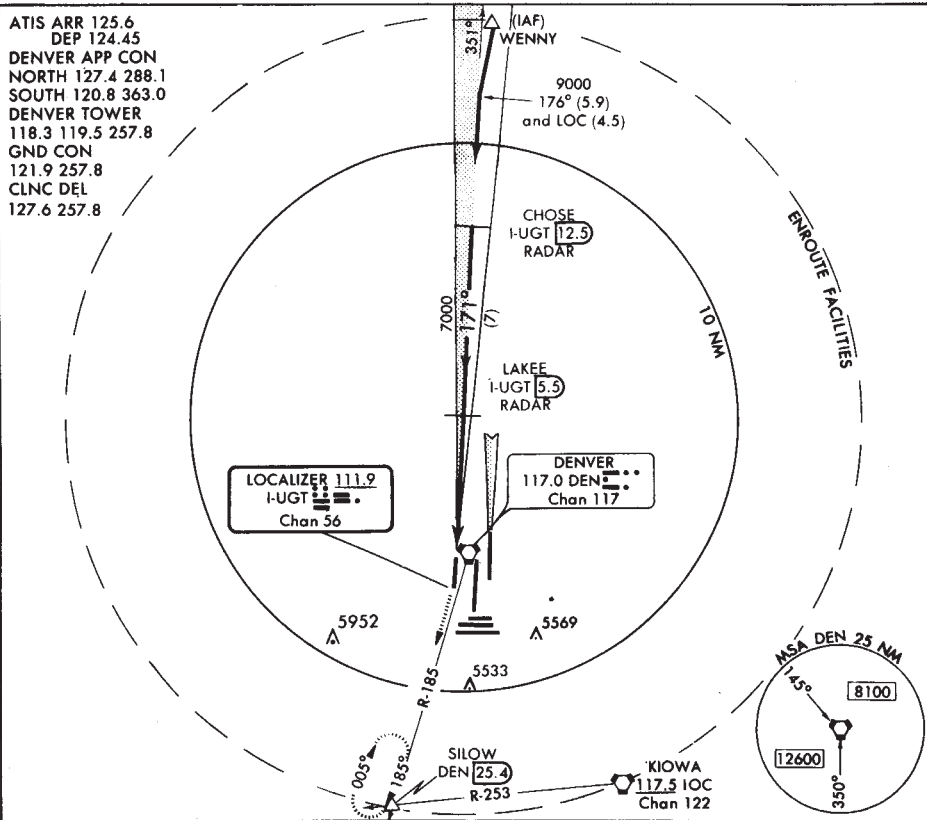 ATIS ARR 125.6
DEP 124.45
DENVER APP CON
NORTH 127.4 288.1
SOUTH 120.8 363.0
DENVER TOWER
118.3 119.5 257.8
GND CON
121.9 257.8
CLNC DEL
127.6 257.8
351°
(IAF)
WENNY
9000
176° (5.9)
and LOC (4.5)
CHOSE
I-UGT 12.5
RADAR
ENROUTE FACILITIES
10 NM
7000
171°
(7)
LAKEE
I-UGT 5.5
RADAR
LOCALIZER 111.9
I-UGT
Chan 56
DENVER
117.0 DEN
Chan 117
5952
5569
5533
R-185
005°
185°
SILOW
DEN 25.4
R-253
KIOWA
117.5 IOC
Chan 122
MSA DEN 25 NM
145°
8100
12600
350°